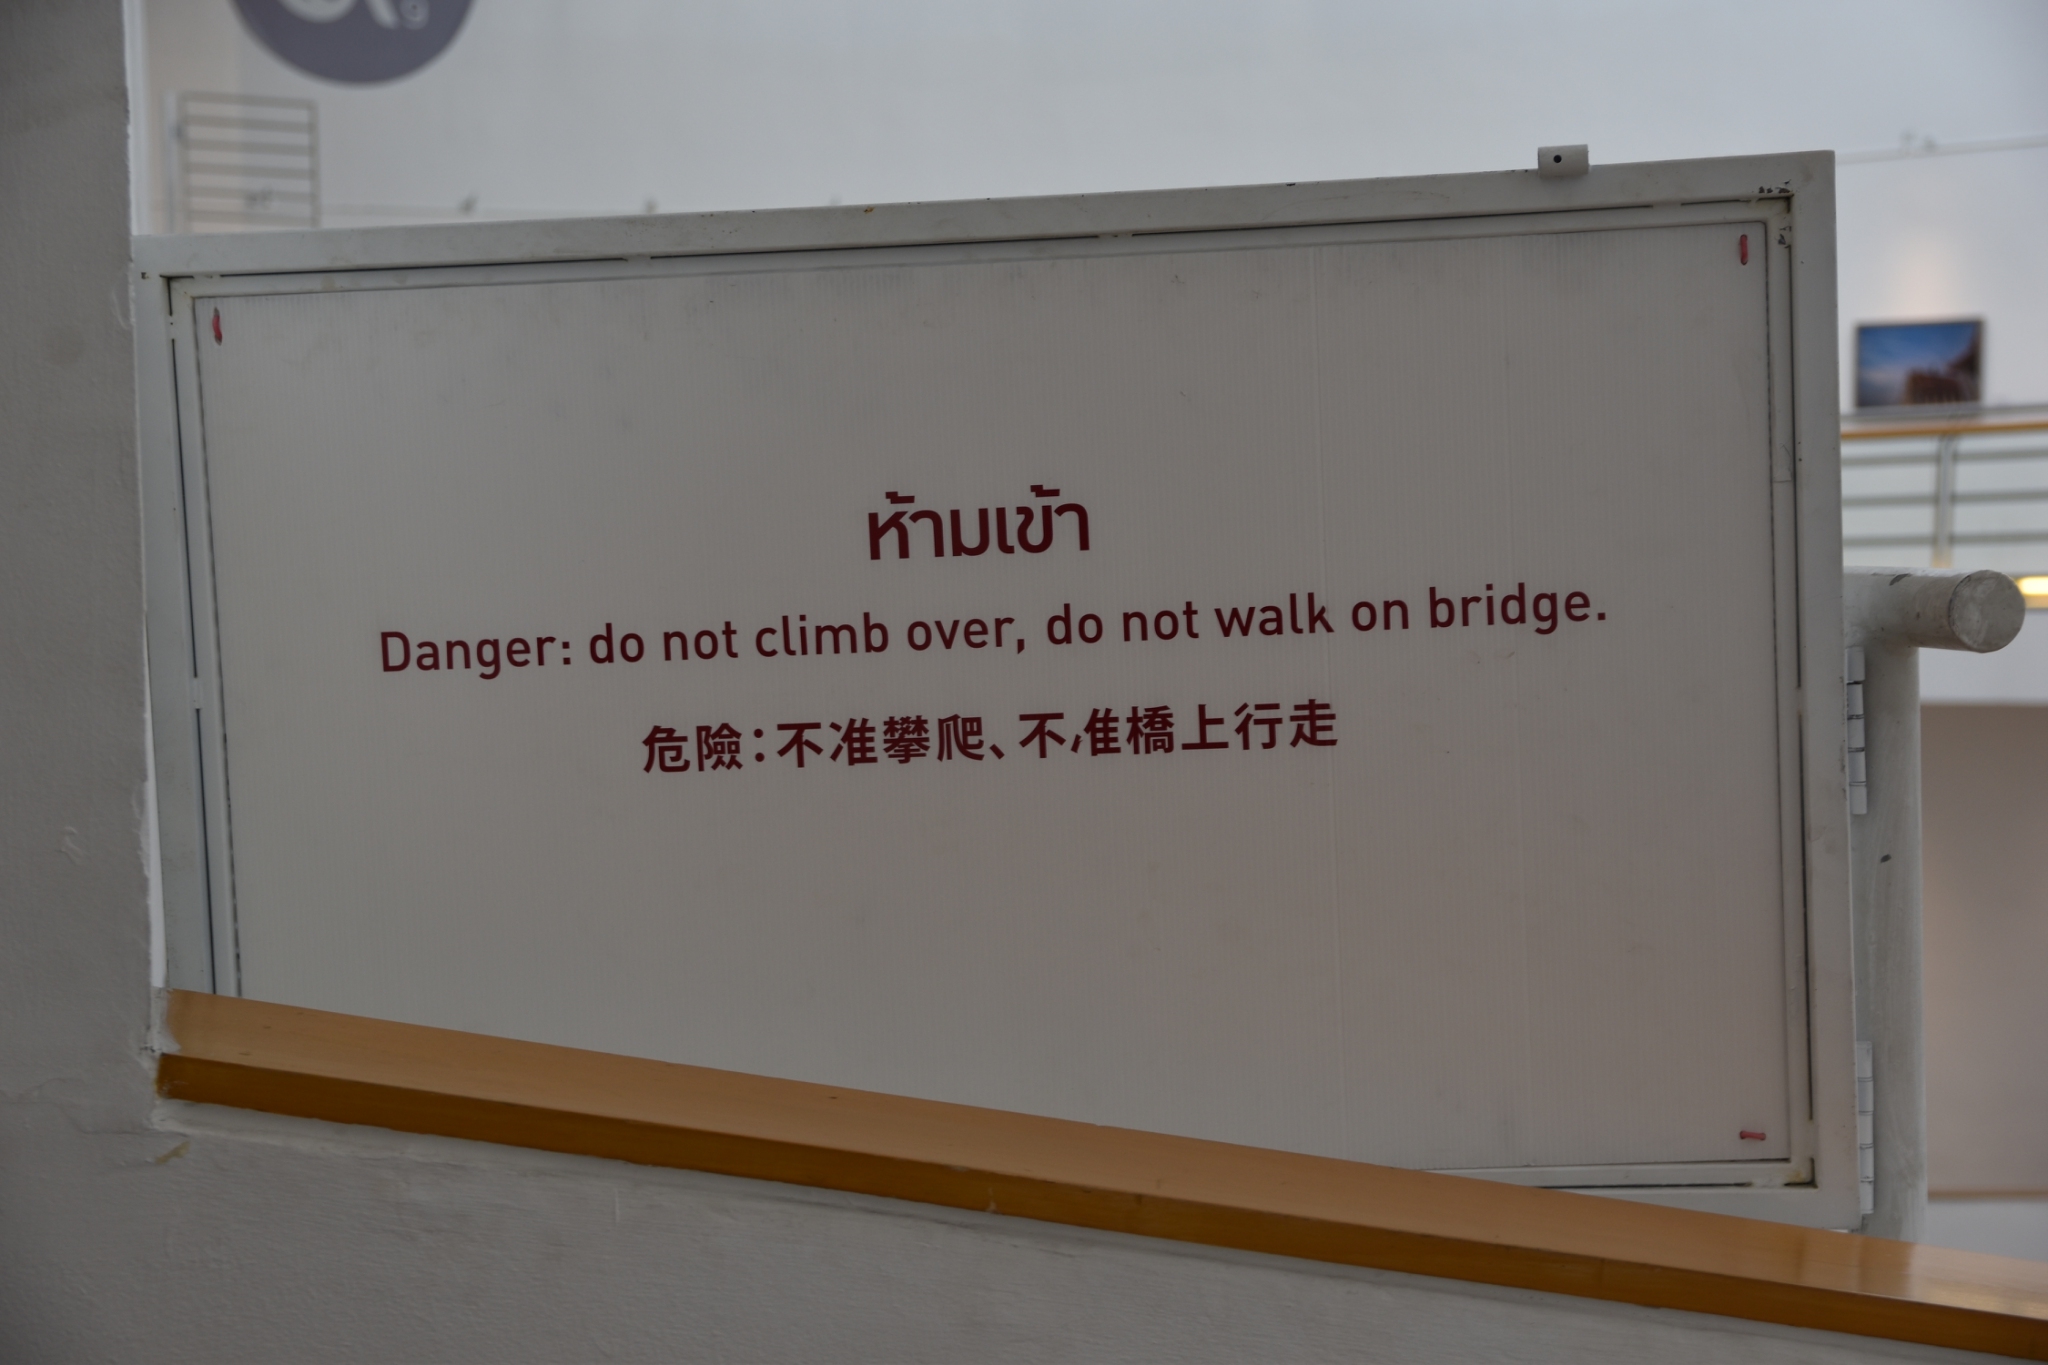 ห้ามเข้า
Danger: do not climb over, do not walk on bridge.
危險：不准攀爬、不准橋上行走